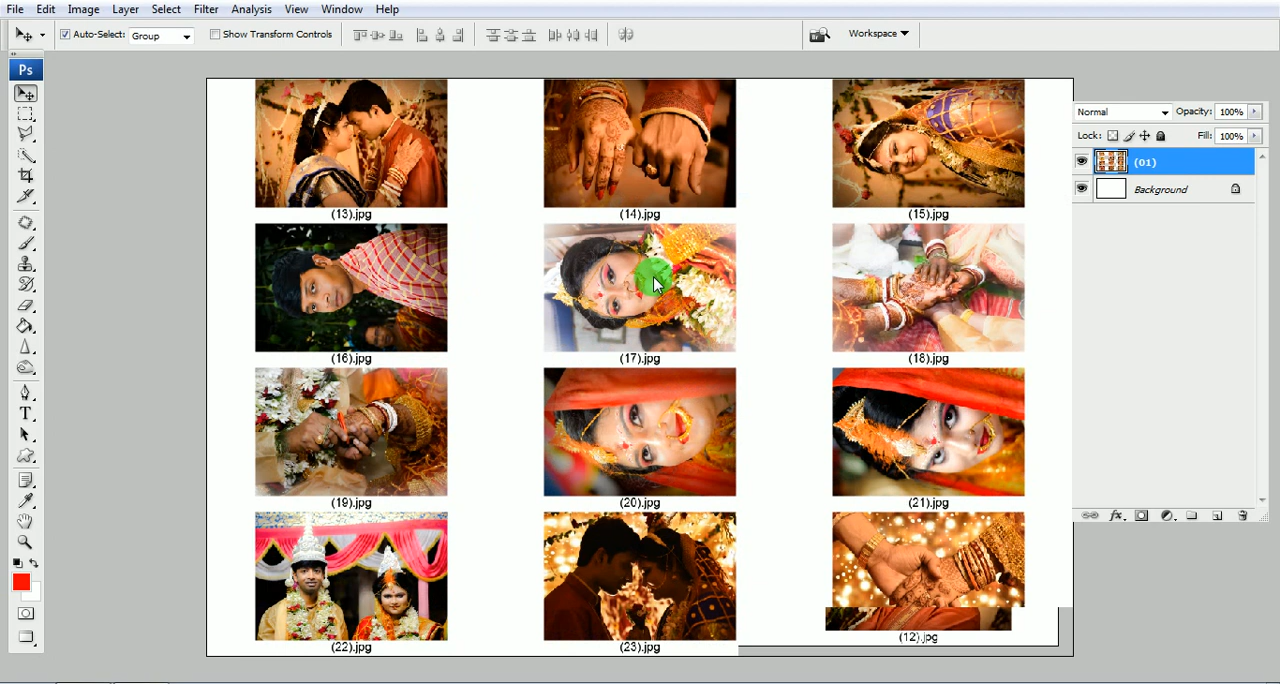 File Edit Image Layer Select Filter Analysis View Window Help
Auto-Select: Group Show Transform Controls Workspace
Ps
Normal Opacity: 100%
Lock: Fill: 100%
(01)
Background
(13).jpg (14).jpg (15).jpg
(16).jpg (17).jpg (18).jpg
(19).jpg (20).jpg (21).jpg
(22).jpg (23).jpg (12).jpg